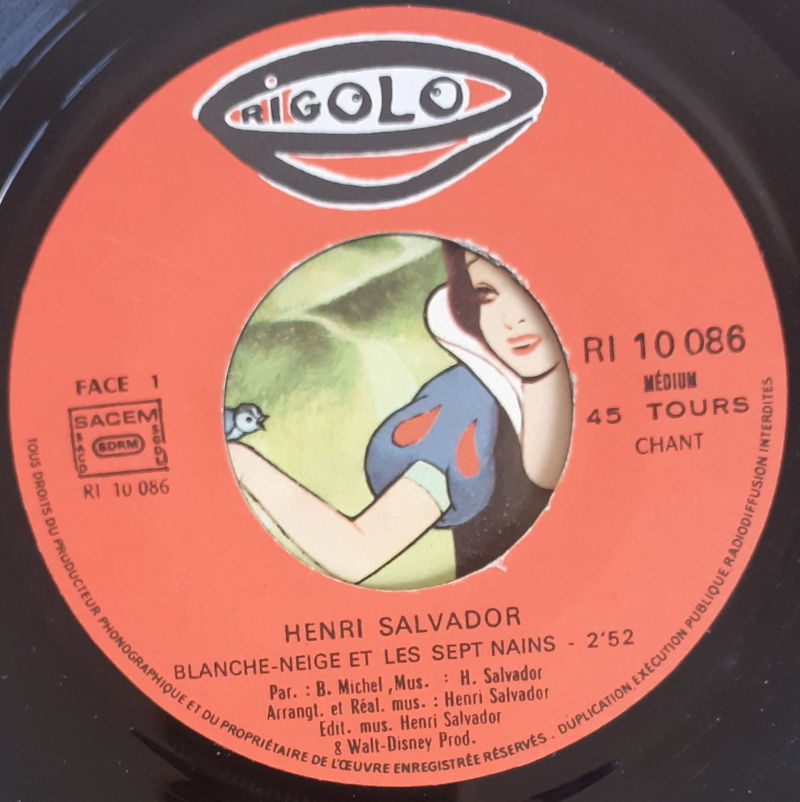 RIGOLO
RI 10 086
MÉDIUM
45 TOURS
CHANT
FACE 1
SACEM
SACD SDRM SGDL
RI 10 086
HENRI SALVADOR
BLANCHE-NEIGE ET LES SEPT NAINS - 2'52
Par. : B. Michel , Mus. : H. Salvador
Arrangt. et Réal. mus. : Henri Salvador
Edit. mus. Henri Salvador
& Walt-Disney Prod.
TOUS DROITS DU PRODUCTEUR PHONOGRAPHIQUE ET DU PROPRIÉTAIRE DE L'ŒUVRE ENREGISTRÉE RÉSERVÉS . DUPLICATION, EXÉCUTION PUBLIQUE, RADIODIFFUSION INTERDITES